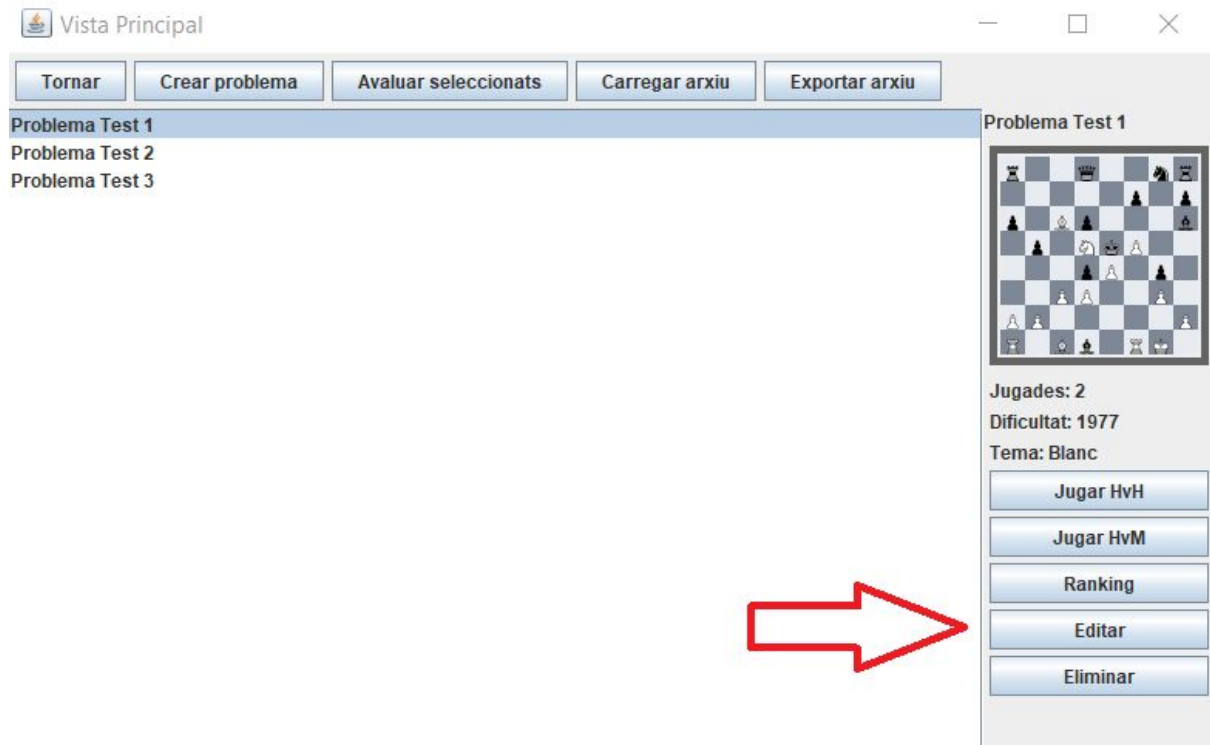 Vista Principal
Tornar Crear problema Avaluar seleccionats Carregar arxiu Exportar arxiu
Problema Test 1
Problema Test 2
Problema Test 3
Problema Test 1
Jugades: 2
Dificultat: 1977
Tema: Blanc
Jugar HvH
Jugar HvM
Ranking
Editar
Eliminar